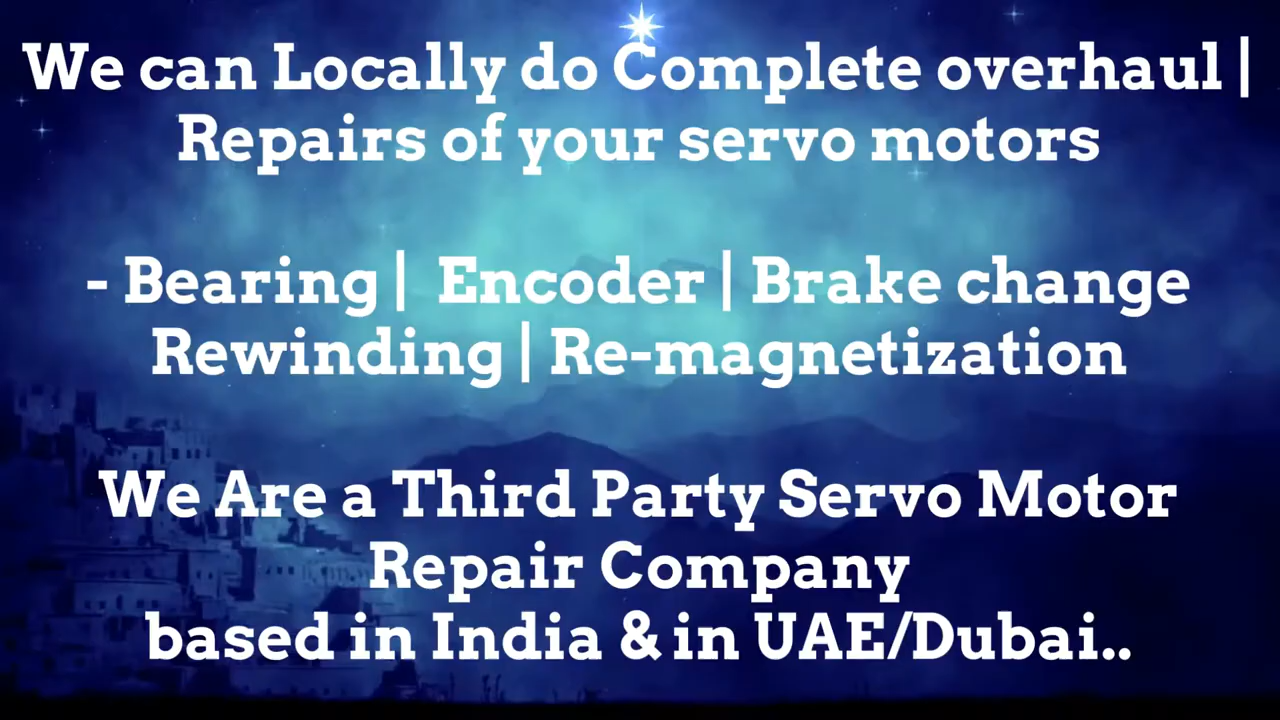 We can Locally do Complete overhaul |
Repairs of your servo motors
- Bearing | Encoder | Brake change
Rewinding | Re-magnetization
We Are a Third Party Servo Motor
Repair Company
based in India & in UAE/Dubai..